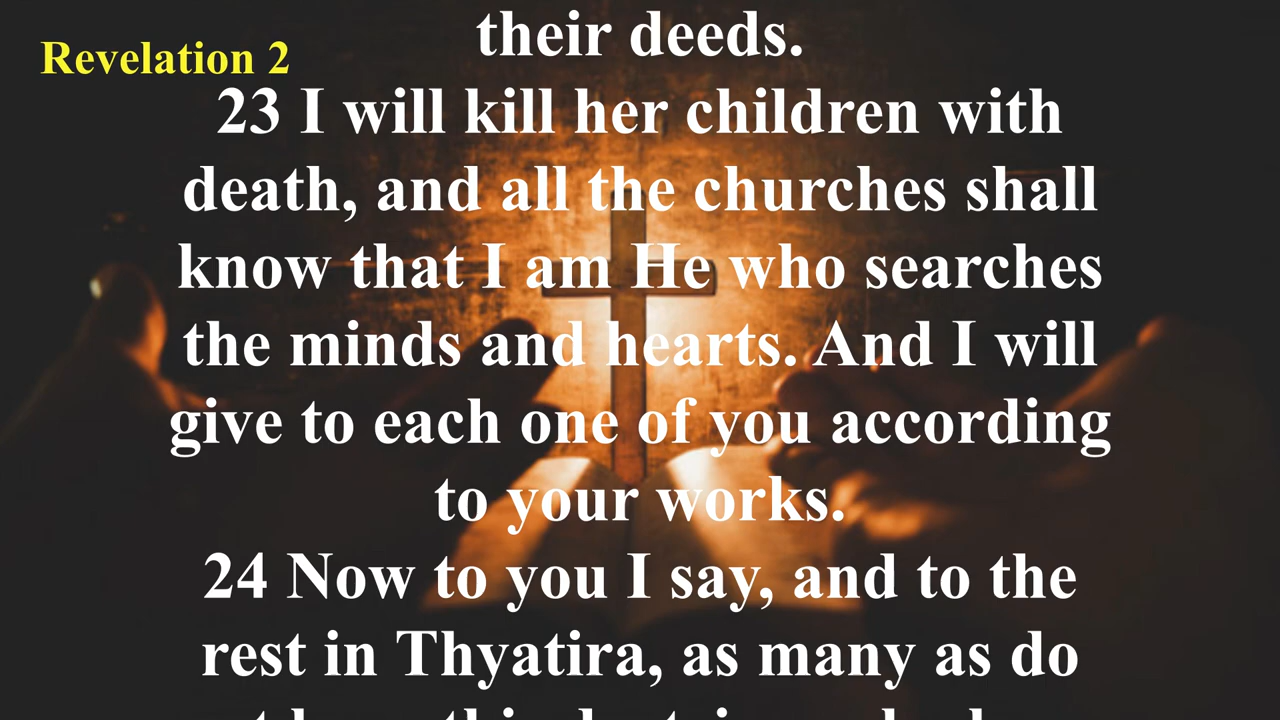 their deeds.
Revelation 2
23 I will kill her children with
death, and all the churches shall
know that I am He who searches
the minds and hearts. And I will
give to each one of you according
to your works.
24 Now to you I say, and to the
rest in Thyatira, as many as do